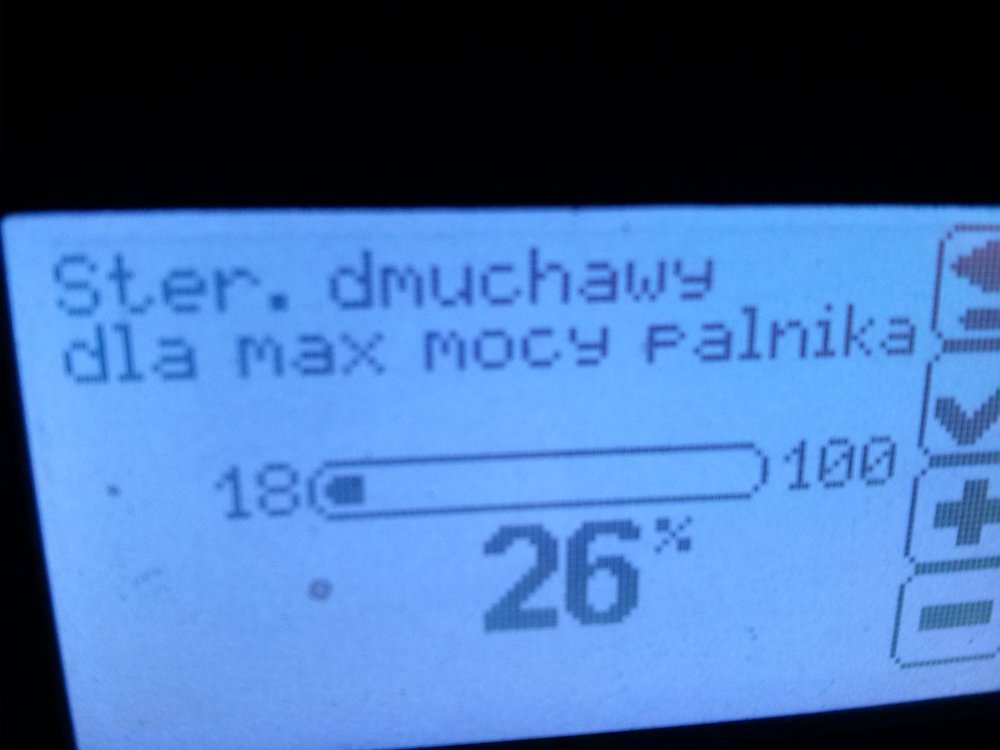 Ster. dmuchawy
dla max mocy palnika
18 100
26%